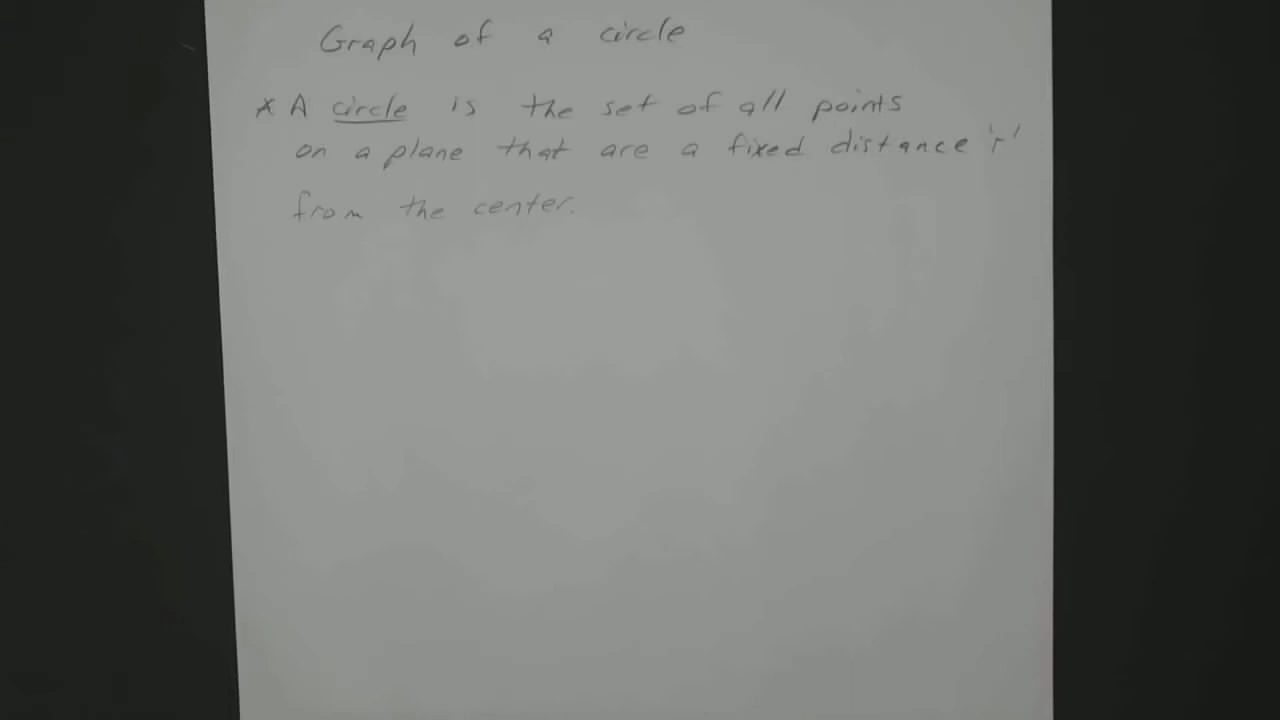 Graph of a circle
* A circle is the set of all points
on a plane that are a fixed distance 'r'
from the center.